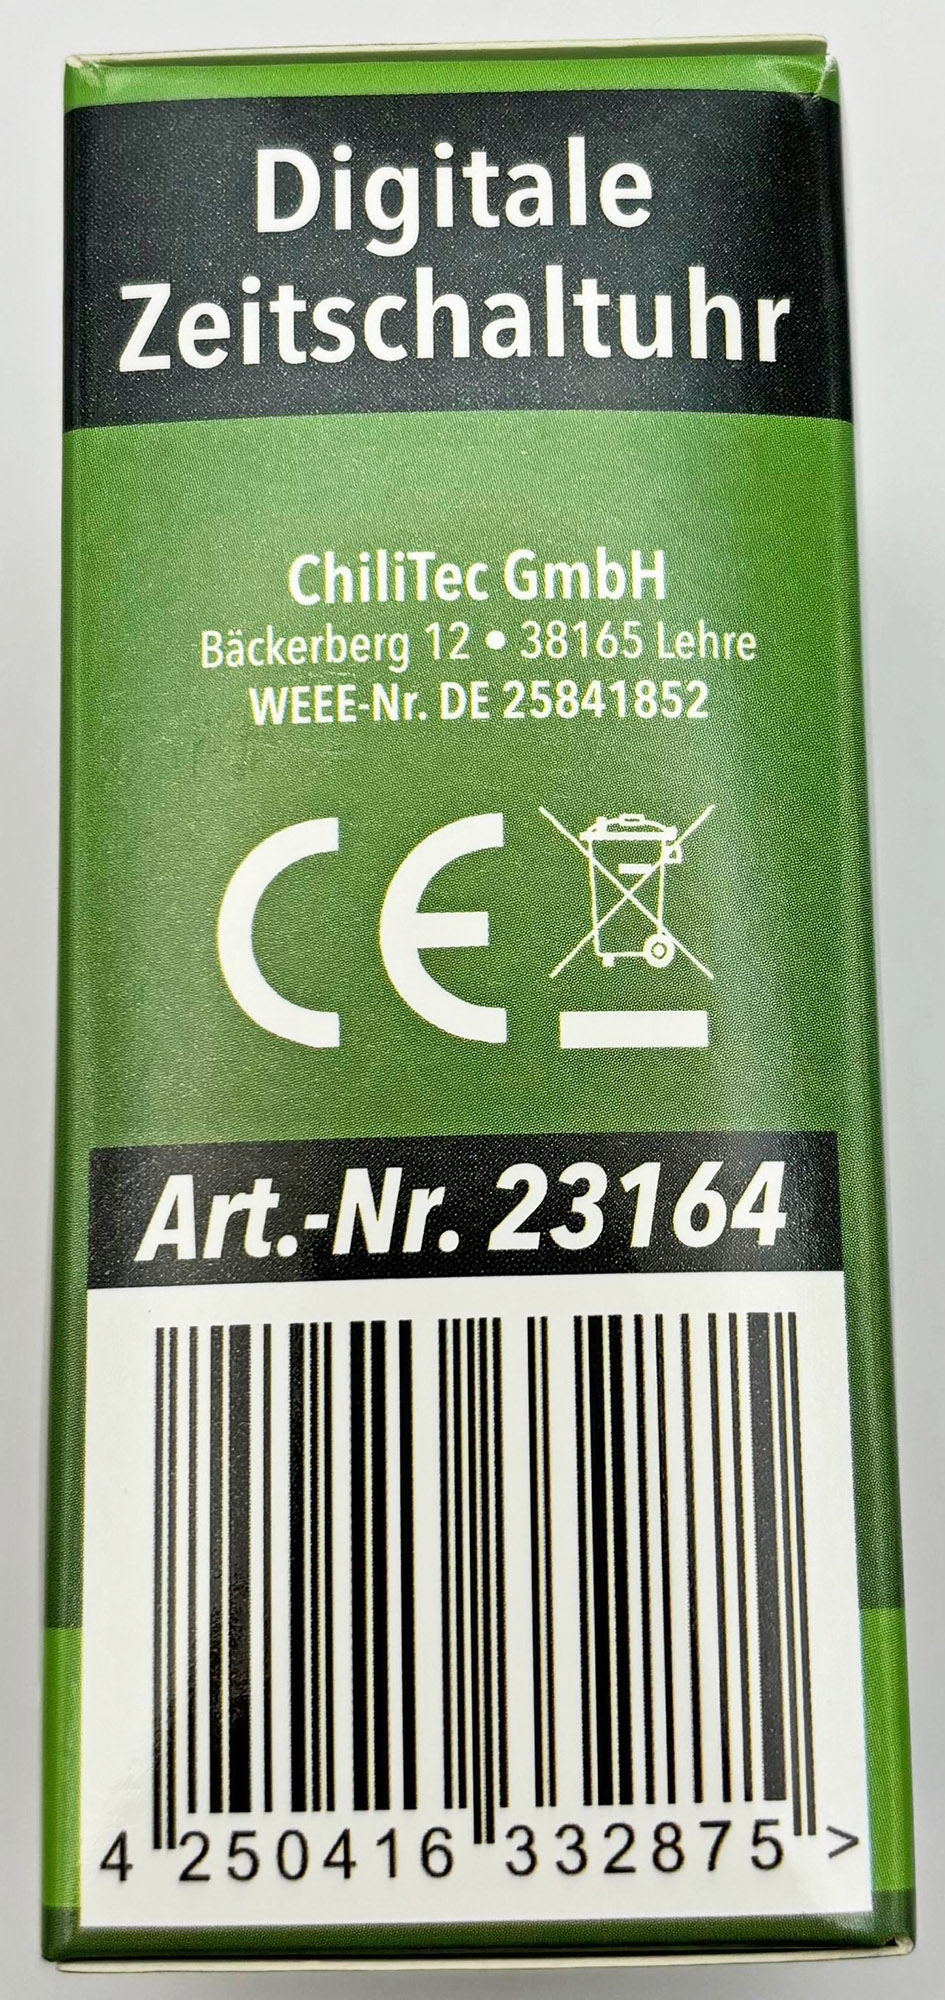 Digitale
Zeitschaltuhr
ChiliTec GmbH
Bäckerberg 12 • 38165 Lehre
WEEE-Nr. DE 25841852
CE
Art.-Nr. 23164
4 250416 332875 >